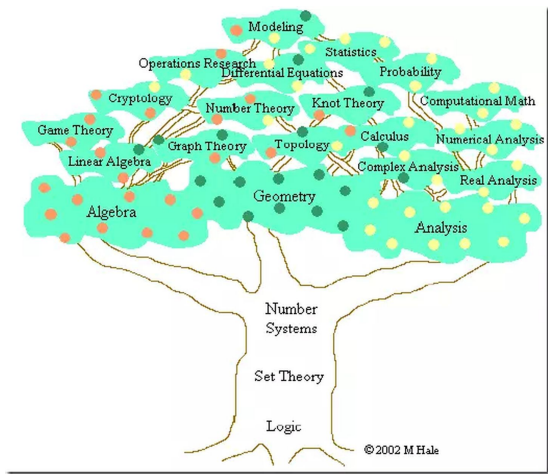 Modeling
Statistics
Operations Research
Differential Equations
Probability
Cryptology
Number Theory
Knot Theory
Computational Math
Game Theory
Linear Algebra
Graph Theory
Topology
Calculus
Numerical Analysis
Complex Analysis
Real Analysis
Algebra
Geometry
Analysis
Number
Systems
Set Theory
Logic
©2002 M Hale